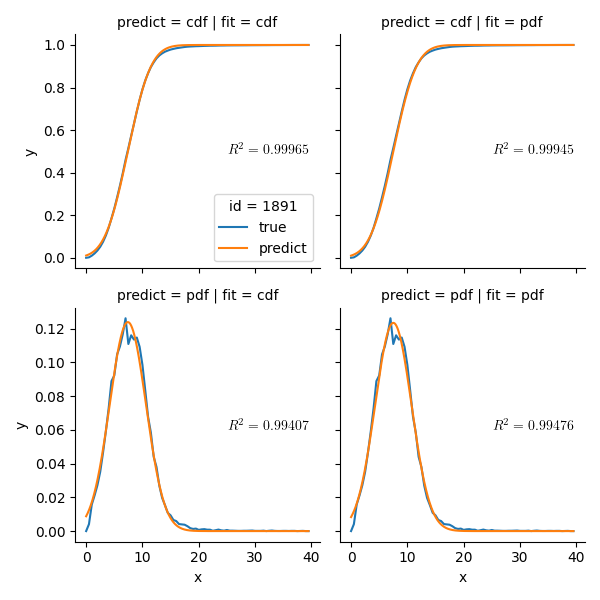 predict = cdf | fit = cdf
predict = cdf | fit = pdf
1.0
0.8
0.6
0.4
0.2
0.0
y
R² = 0.99965
R² = 0.99945
id = 1891
true
predict
predict = pdf | fit = cdf
predict = pdf | fit = pdf
0.12
0.10
0.08
0.06
0.04
0.02
0.00
y
R² = 0.99407
R² = 0.99476
0 10 20 30 40
0 10 20 30 40
x
x